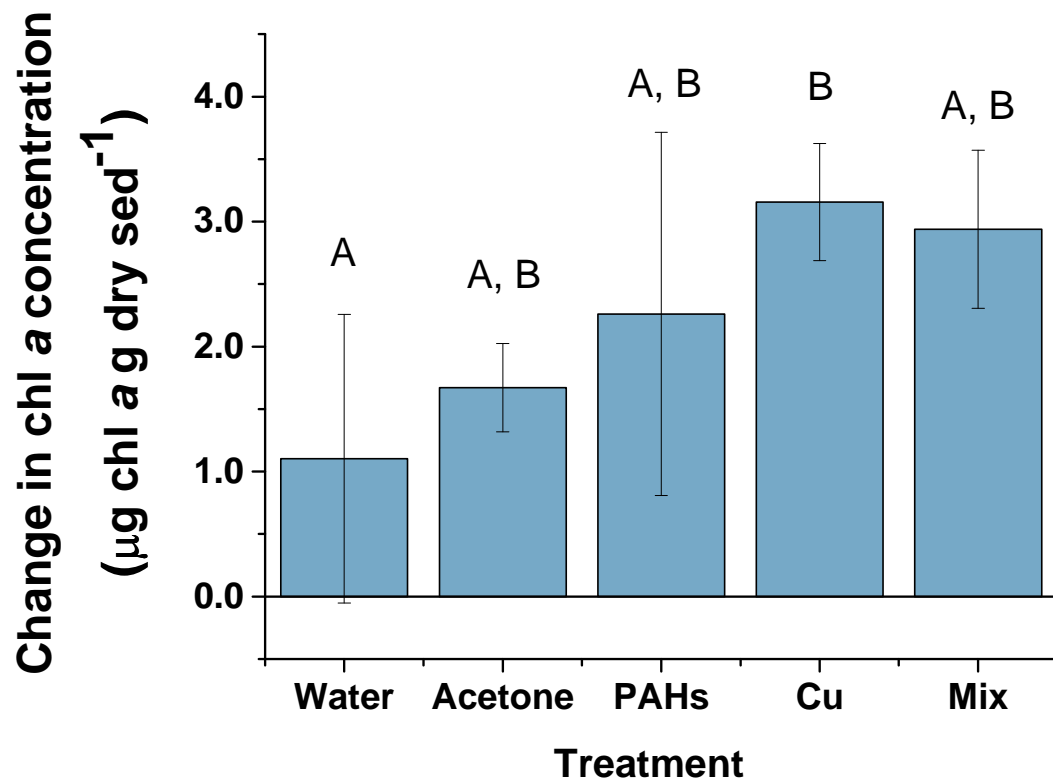 Change in chl a concentration
(μg chl a g dry sed-1 )
4.0
3.0
2.0
1.0
0.0
A
A, B
A, B
B
A, B
Water Acetone PAHs Cu Mix
Treatment